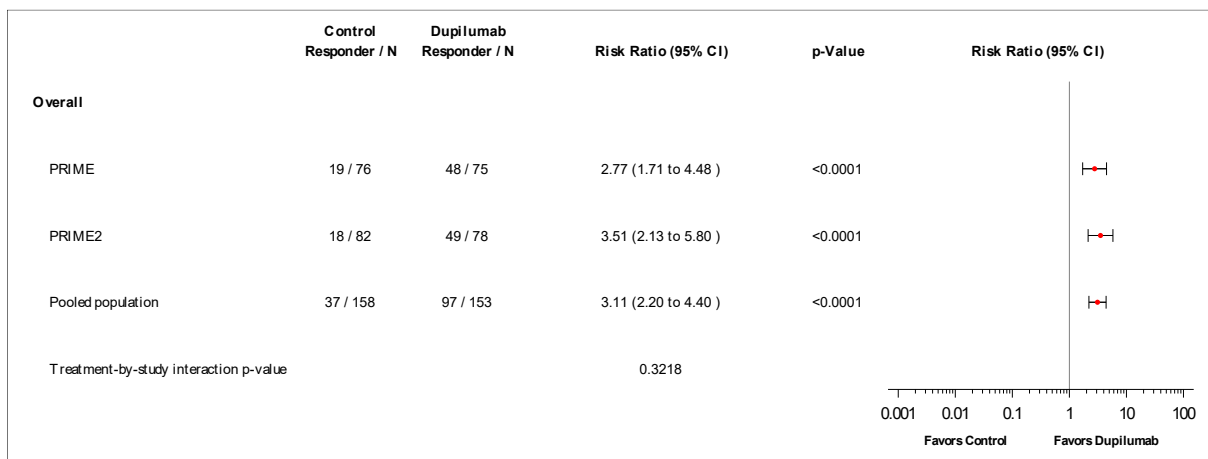 Control Dupilumab
Responder / N Responder / N Risk Ratio (95% CI) p-Value Risk Ratio (95% CI)
Overall
PRIME 19 / 76 48 / 75 2.77 (1.71 to 4.48 ) <0.0001
PRIME2 18 / 82 49 / 78 3.51 (2.13 to 5.80 ) <0.0001
Pooled population 37 / 158 97 / 153 3.11 (2.20 to 4.40 ) <0.0001
Treatment-by-study interaction p-value 0.3218
0.001 0.01 0.1 1 10 100
Favors Control Favors Dupilumab